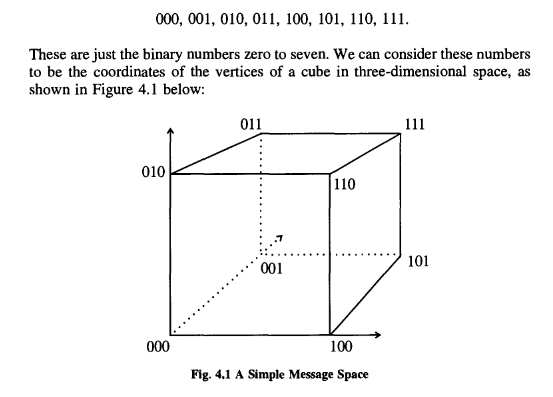 000, 001, 010, 011, 100, 101, 110, 111.
These are just the binary numbers zero to seven. We can consider these numbers
to be the coordinates of the vertices of a cube in three-dimensional space, as
shown in Figure 4.1 below:
011
111
010
110
001
101
000
100
Fig. 4.1 A Simple Message Space